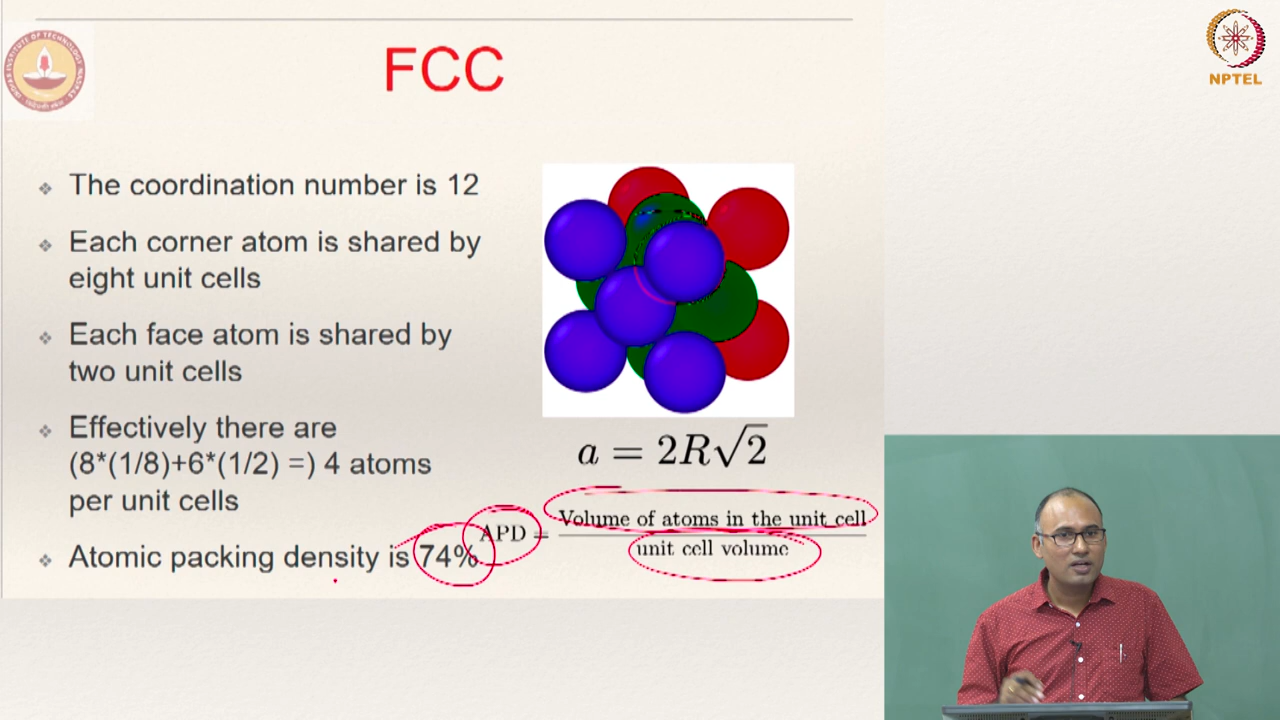 FCC
NPTEL
The coordination number is 12
Each corner atom is shared by
eight unit cells
Each face atom is shared by
two unit cells
Effectively there are
(8*(1/8)+6*(1/2) =) 4 atoms
per unit cells
Atomic packing density is 74%
a = 2R√2
APD = Volume of atoms in the unit cell
unit cell volume